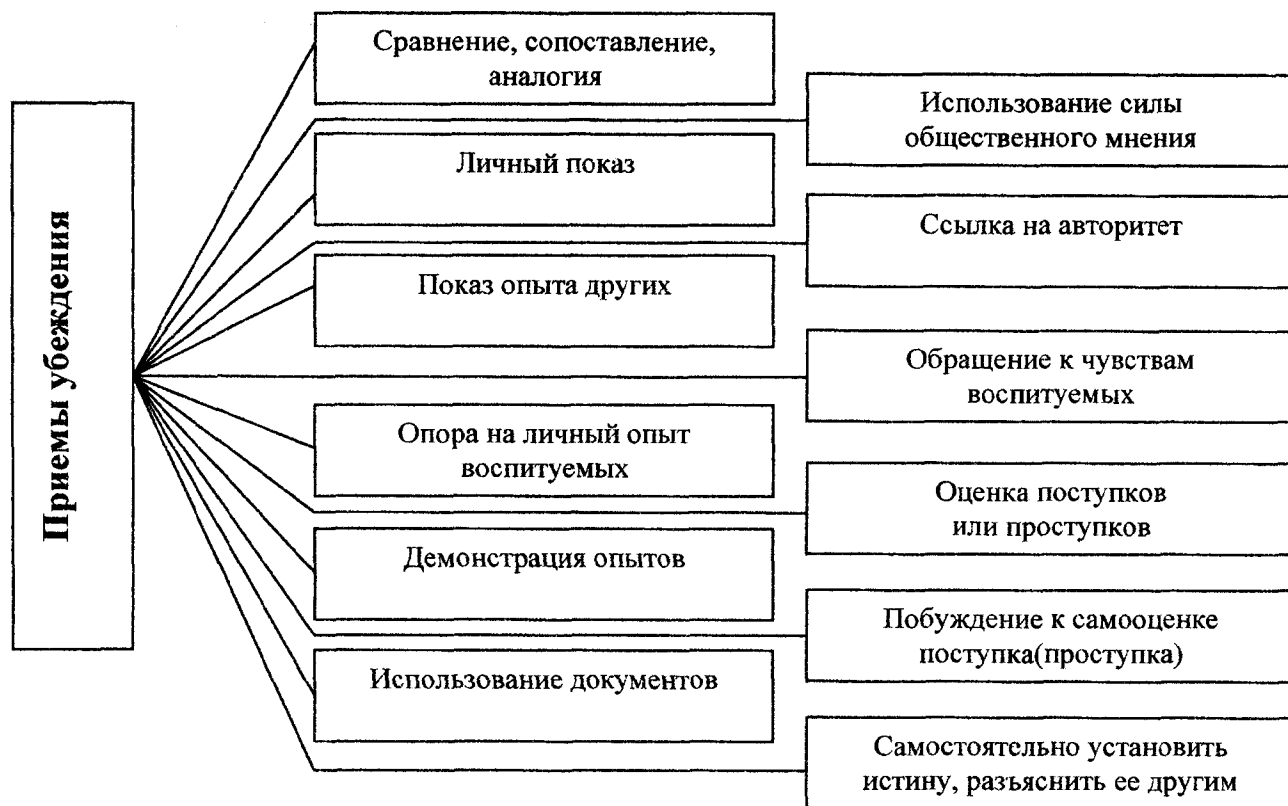 Приемы убеждения
Сравнение, сопоставление,
аналогия
Использование силы
общественного мнения
Личный показ
Ссылка на авторитет
Показ опыта других
Обращение к чувствам
воспитуемых
Опора на личный опыт
воспитуемых
Оценка поступков
или проступков
Демонстрация опытов
Побуждение к самооценке
поступка(проступка)
Использование документов
Самостоятельно установить
истину, разъяснить ее другим